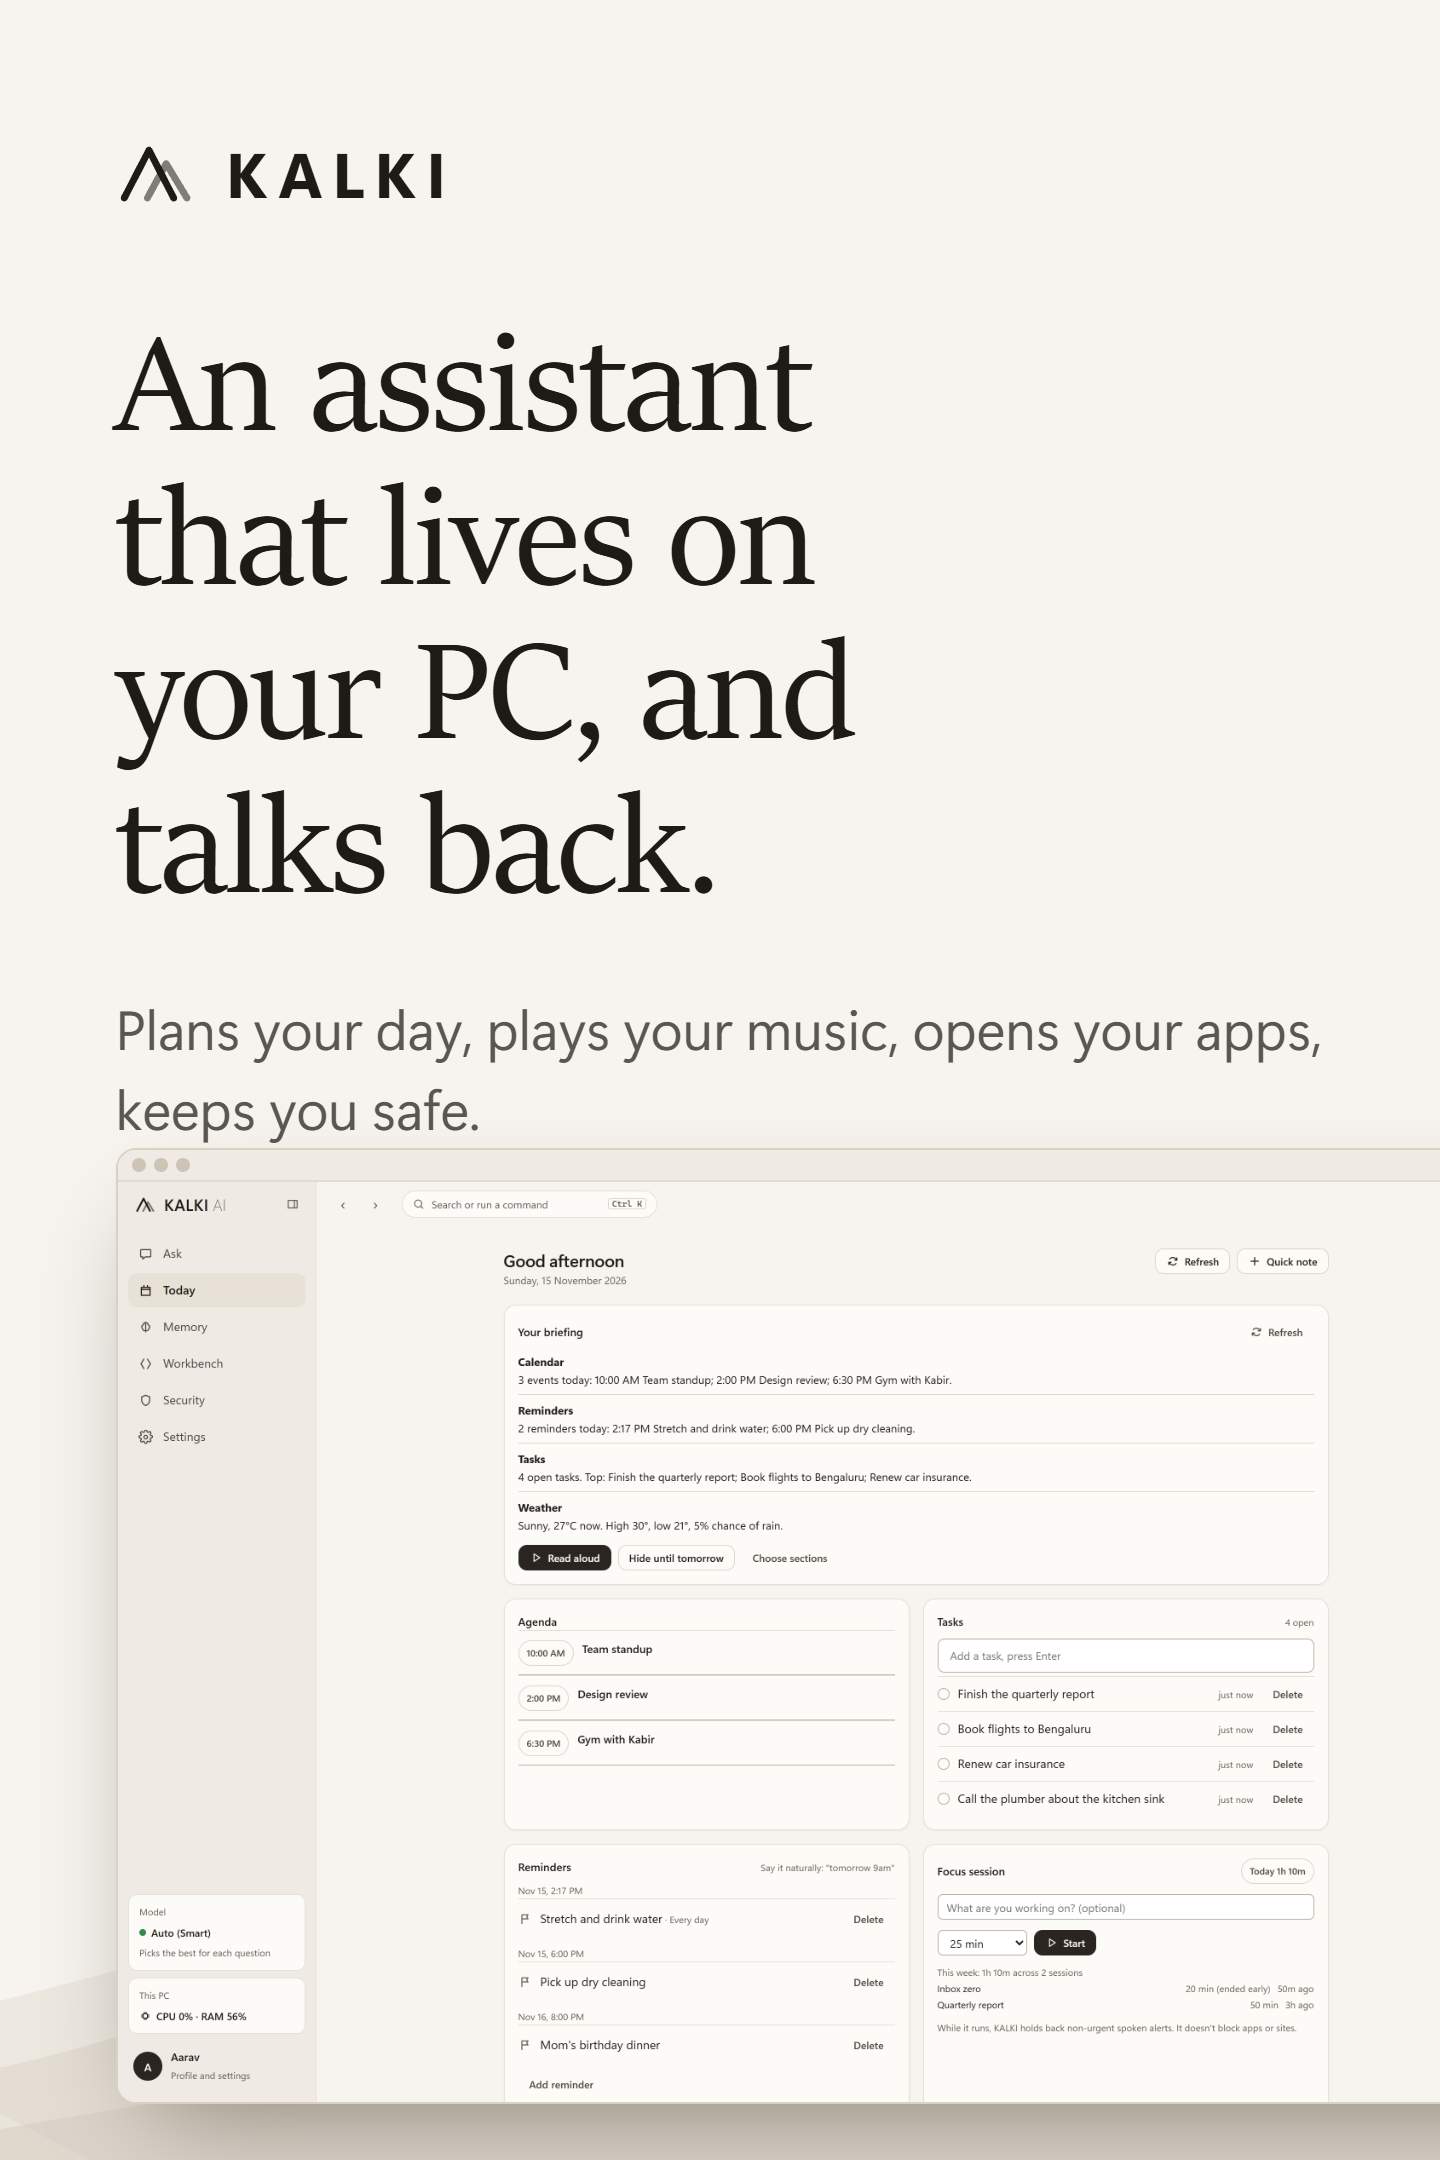 KALKI
An assistant
that lives on
your PC, and
talks back.
Plans your day, plays your music, opens your apps,
keeps you safe.
KALKI AI
Search or run a command
Ctrl K
Ask
Today
Memory
Workbench
Security
Settings
Good afternoon
Sunday, 15 November 2026
Refresh
Quick note
Your briefing
Refresh
Calendar
3 events today: 10:00 AM Team standup; 2:00 PM Design review; 6:30 PM Gym with Kabir.
Reminders
2 reminders today: 2:17 PM Stretch and drink water; 6:00 PM Pick up dry cleaning.
Tasks
4 open tasks. Top: Finish the quarterly report; Book flights to Bengaluru; Renew car insurance.
Weather
Sunny, 27°C now. High 30°, low 21°, 5% chance of rain.
Read aloud
Hide until tomorrow
Choose sections
Agenda
10:00 AM Team standup
2:00 PM Design review
6:30 PM Gym with Kabir
Tasks
4 open
Add a task, press Enter
Finish the quarterly report just now Delete
Book flights to Bengaluru just now Delete
Renew car insurance just now Delete
Call the plumber about the kitchen sink just now Delete
Reminders
Say it naturally: "tomorrow 9am"
Nov 15, 2:17 PM
Stretch and drink water · Every day Delete
Nov 15, 6:00 PM
Pick up dry cleaning Delete
Nov 16, 8:00 PM
Mom's birthday dinner Delete
Add reminder
Focus session
Today 1h 10m
What are you working on? (optional)
25 min
Start
This week: 1h 10m across 2 sessions
Inbox zero 20 min (ended early) 50m ago
Quarterly report 50 min 3h ago
While it runs, KALKI holds back non-urgent spoken alerts. It doesn't block apps or sites.
Model
Auto (Smart)
Picks the best for each question
This PC
CPU 0% · RAM 56%
A
Aarav
Profile and settings